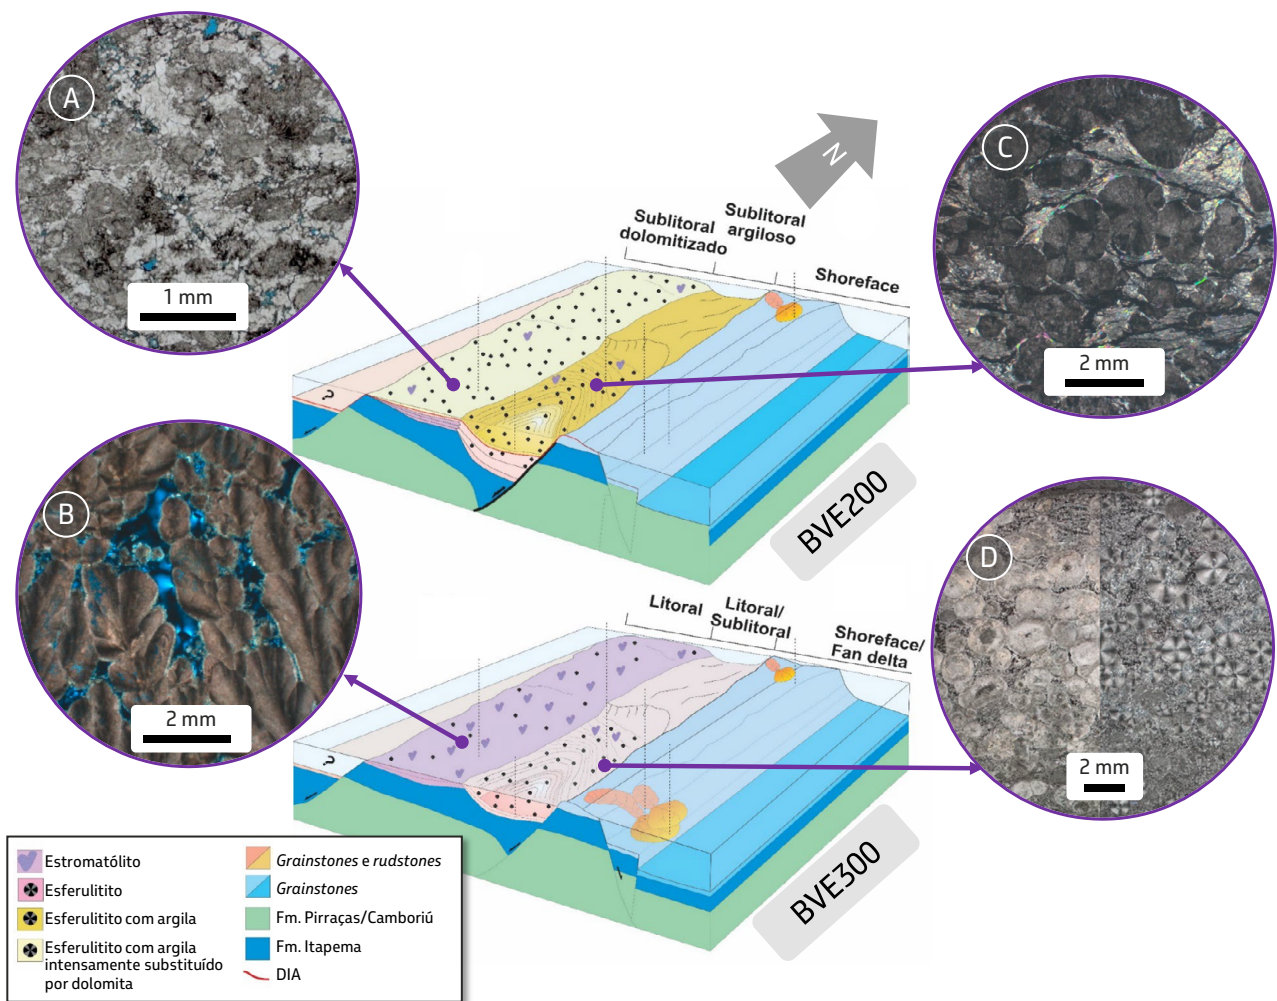 A
1 mm
B
2 mm
C
2 mm
D
2 mm
N
Sublitoral
dolomitizado
Sublitoral
argiloso
Shoreface
?
BVE200
Litoral
Litoral/
Sublitoral
Shoreface/
Fan delta
?
BVE300
Estromatólito
Esferulitito
Esferulitito com argila
Esferulitito com argila
intensamente substituído
por dolomita
Grainstones e rudstones
Grainstones
Fm. Pirraças/Camboriú
Fm. Itapema
DIA